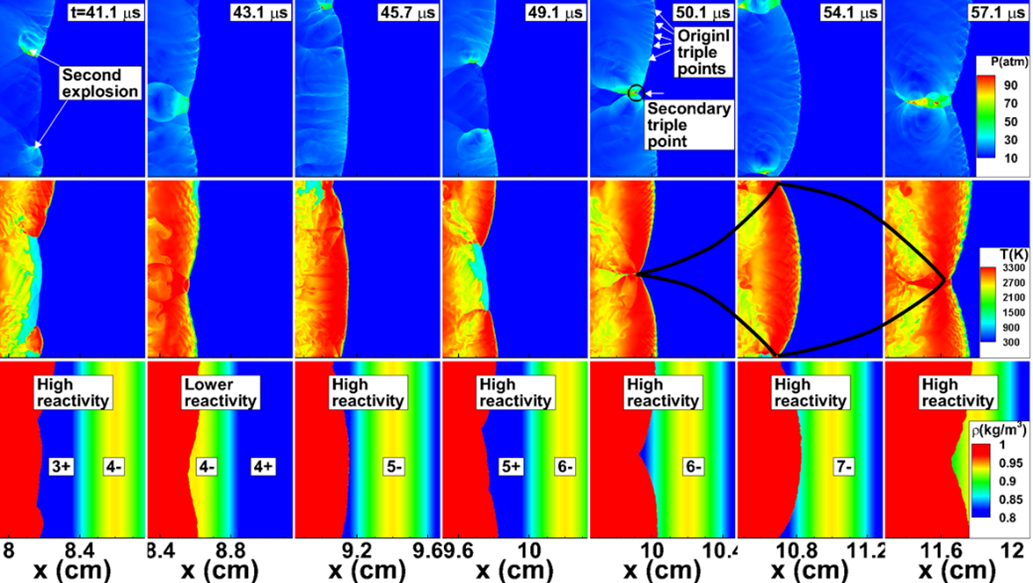 t=41.1 µs
43.1 µs
45.7 µs
49.1 µs
50.1 µs
54.1 µs
57.1 µs
Second
explosion
Originl
triple
points
Secondary
triple
point
P(atm)
90
70
50
30
10
T(K)
3300
2700
2100
1500
900
300
High
reactivity
Lower
reactivity
High
reactivity
High
reactivity
High
reactivity
High
reactivity
High
reactivity
3+
4-
4-
4+
5-
5+
6-
6-
7-
ρ(kg/m³)
1
0.95
0.9
0.85
0.8
8 8.4
8.4 8.8
9.2 9.6
9.6 10
10 10.4
10.8 11.2
11.6 12
x (cm)
x (cm)
x (cm)
x (cm)
x (cm)
x (cm)
x (cm)